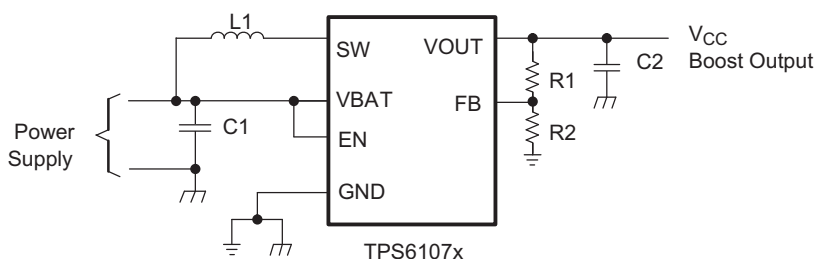 L1
SW
VOUT
VCC
Boost Output
C2
R1
VBAT
FB
C1
R2
EN
Power
Supply
GND
TPS6107x